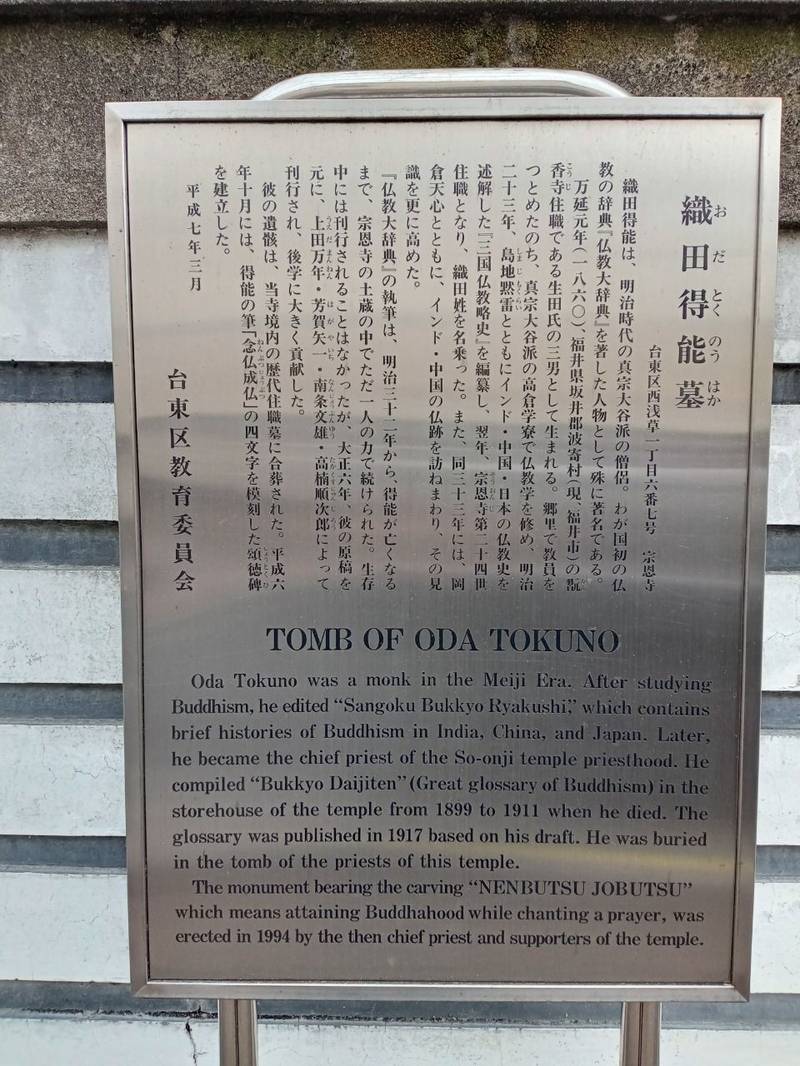 織田得能墓
おだとくのうはか
台東区西浅草一丁目六番七号 宗恩寺
織田得能は、明治時代の真宗大谷派の僧侶。わが国初の仏
教の辞典『仏教大辞典』を著した人物として殊に著名である。
万延元年(一八六〇)、福井県坂井郡波寄村(現、福井市)の翫
香寺住職である生田氏の三男として生まれる。郷里で教員を
つとめたのち、真宗大谷派の高倉学寮で仏教学を修め、明治
二十三年、島地黙雷とともにインド・中国・日本の仏教史を
述解した『三国仏教略史』を編纂し、翌年、宗恩寺第二十四世
住職となり、織田姓を名乗った。また、同三十三年には、岡
倉天心とともに、インド・中国の仏跡を訪ねまわり、その見
識を更に高めた。
『仏教大辞典』の執筆は、明治三十二年から、得能が亡くなる
まで、宗恩寺の土蔵の中でただ一人の力で続けられた。生存
中には刊行されることはなかったが、大正六年、彼の原稿を
元に、上田万年・芳賀矢一・南条文雄・高楠順次郎によって
刊行され、後学に大きく貢献した。
彼の遺骸は、当寺境内の歴代住職墓に合葬された。平成六
年十月には、得能の筆「念仏成仏」の四文字を模刻した頌徳碑
を建立した。
平成七年三月
台東区教育委員会
TOMB OF ODA TOKUNO
Oda Tokuno was a monk in the Meiji Era. After studying
Buddhism, he edited “Sangoku Bukkyo Ryakushi,” which contains
brief histories of Buddhism in India, China, and Japan. Later,
he became the chief priest of the So-onji temple priesthood. He
compiled “Bukkyo Daijiten” (Great glossary of Buddhism) in the
storehouse of the temple from 1899 to 1911 when he died. The
glossary was published in 1917 based on his draft. He was buried
in the tomb of the priests of this temple.
The monument bearing the carving “NENBUTSU JOBUTSU”
which means attaining Buddhahood while chanting a prayer, was
erected in 1994 by the then chief priest and supporters of the temple.